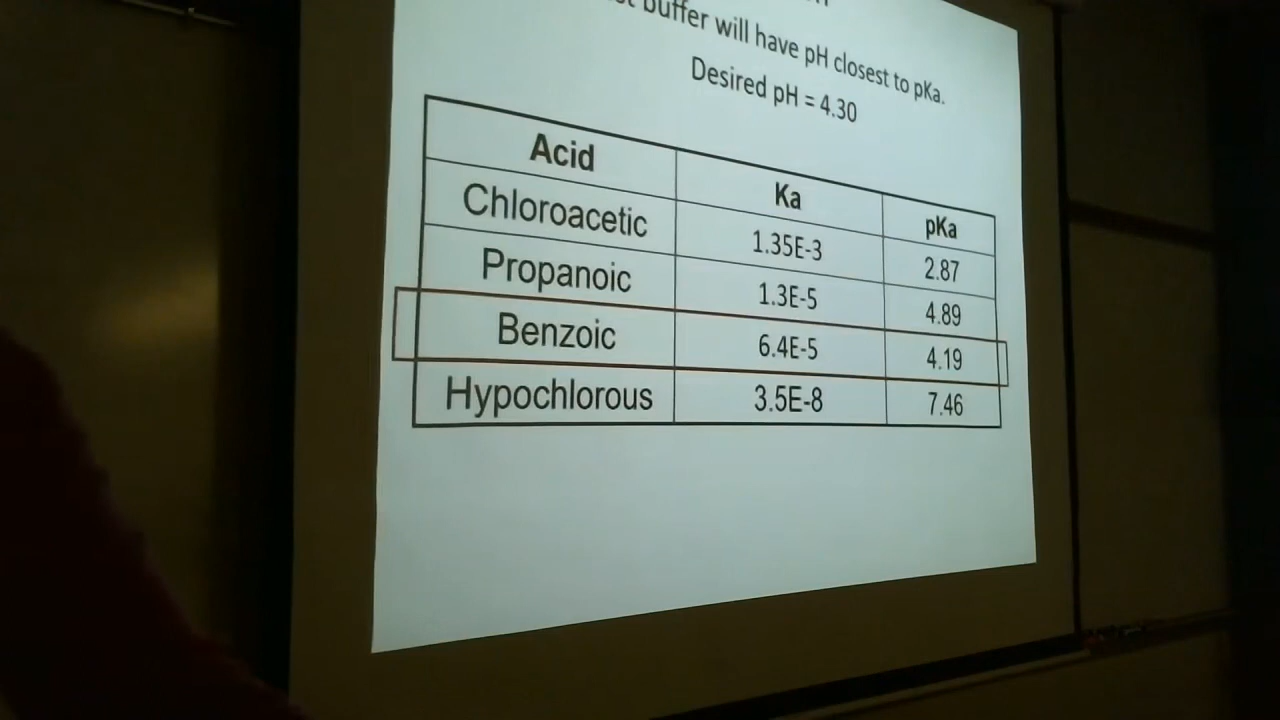 buffer will have pH closest to pKa.
Desired pH = 4.30
Acid Ka pKa
Chloroacetic 1.35E-3 2.87
Propanoic 1.3E-5 4.89
Benzoic 6.4E-5 4.19
Hypochlorous 3.5E-8 7.46